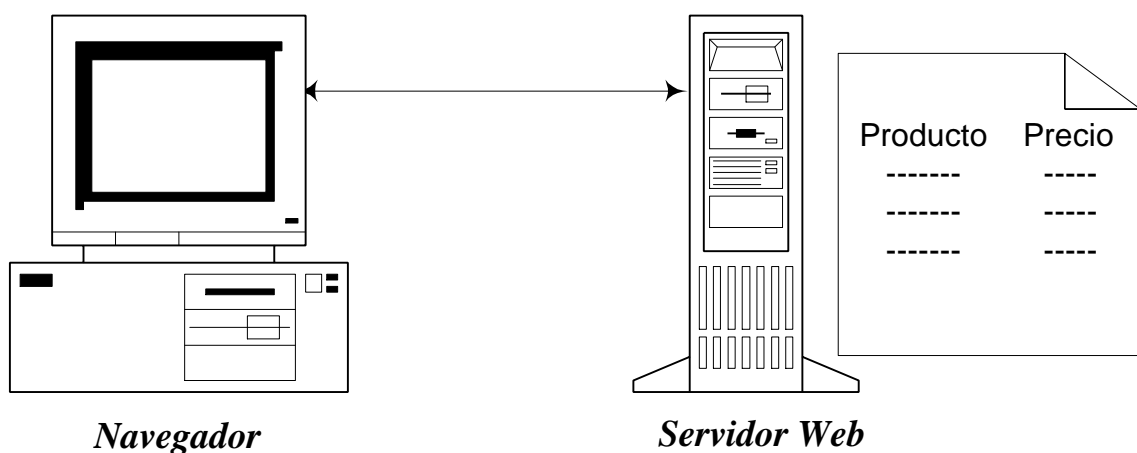 Producto Precio
------- -----
------- -----
------- -----
Navegador
Servidor Web